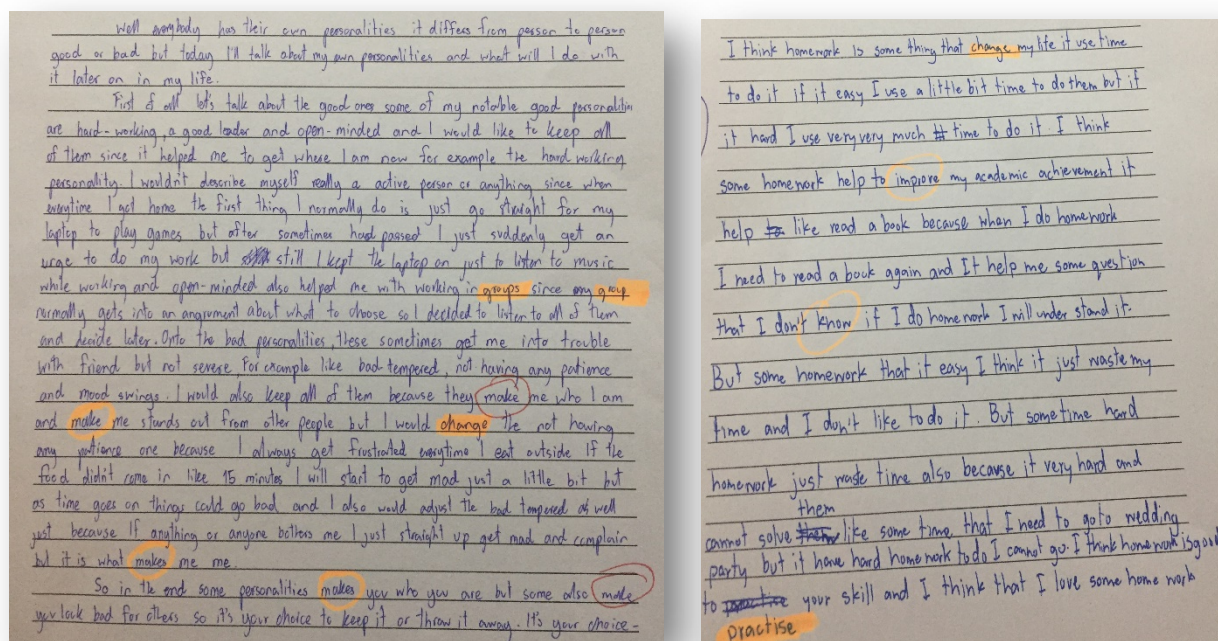 Well everybody has their own personalities it differs from person to person
good or bad but today I'll talk about my own personalities and what will I do with
it later on in my life.
First of all let's talk about the good ones some of my notable good personalities
are hard-working, a good leader and open-minded and I would like to keep all
of them since it helped me to get where I am now for example the hard working
personality. I wouldn't describe myself really a active person or anything since when
everytime I got home the first thing I normally do is just go straight for my
laptop to play games but after sometimes had passed I just suddenly get an
urge to do my work but still I kept the laptop on just to listen to music
while working and open-minded also helped me with working in groups since my group
normally gets into an angrument about what to choose so I decided to listen to all of them
and decide later. Onto the bad personalities, these sometimes get me into trouble
with friend but not severe, For example like bad tempered, not having any patience
and mood swings. I would also keep all of them because they make me who I am
and make me stands out from other people but I would change the not having
any patience one because I always get frustrated everytime I eat outside If the
food didn't come in like 15 minutes I will start to get mad just a little bit but
as time goes on things could go bad and I also would adjust the bad tempered as well
just because If anything or anyone bothers me I just straight up get mad and complain
but it is what makes me me.
So in the end some personalities makes you who you are but some also make
you look bad for others so it's your choice to keep it or throw it away. It's your choice-
I think homework is some thing that change my life it use time
to do it if it easy I use a little bit time to do them but if
it hard I use very very much time to do it. I think
some homework help to improve my academic achievement it
help like read a book because when I do homework
I need to read a book again and It help me some question
that I don't know if I do homework I will under stand it.
But some homework that it easy I think it just waste my
time and I don't like to do it. But some time hard
homework just waste time also because it very hard and
them
cannot solve like some time, that I need to go to wedding
party but it have hard homework to do I cannot go. I think homework is good
to your skill and I think that I love some home work
practise